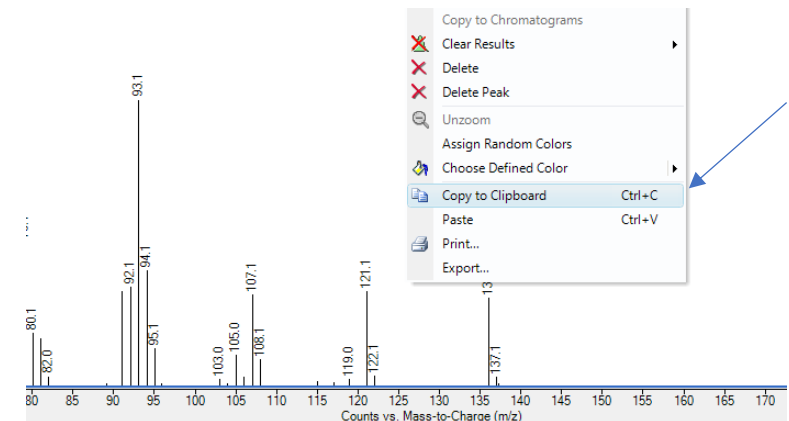 Copy to Chromatograms
Clear Results
Delete
Delete Peak
Unzoom
Assign Random Colors
Choose Defined Color
Copy to Clipboard Ctrl+C
Paste Ctrl+V
Print...
Export...
93.1
94.1
92.1
107.1
121.1
80.1
82.0
95.1
103.0
105.0
108.1
119.0
122.1
137.1
80 85 90 95 100 105 110 115 120 125 130 135 140 145 150 155 160 165 170
Counts vs. Mass-to-Charge (m/z)